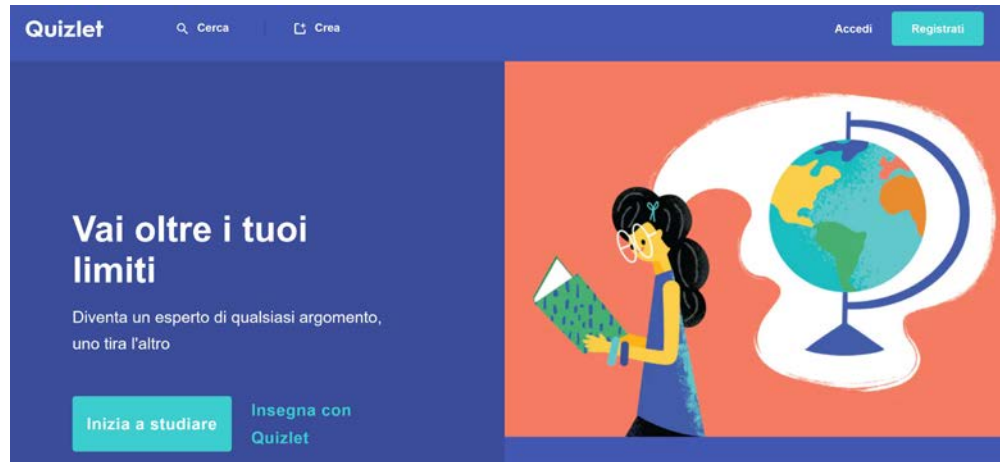 Quizlet
Cerca
Crea
Accedi
Registrati
Vai oltre i tuoi
limiti
Diventa un esperto di qualsiasi argomento,
uno tira l'altro
Inizia a studiare
Insegna con
Quizlet